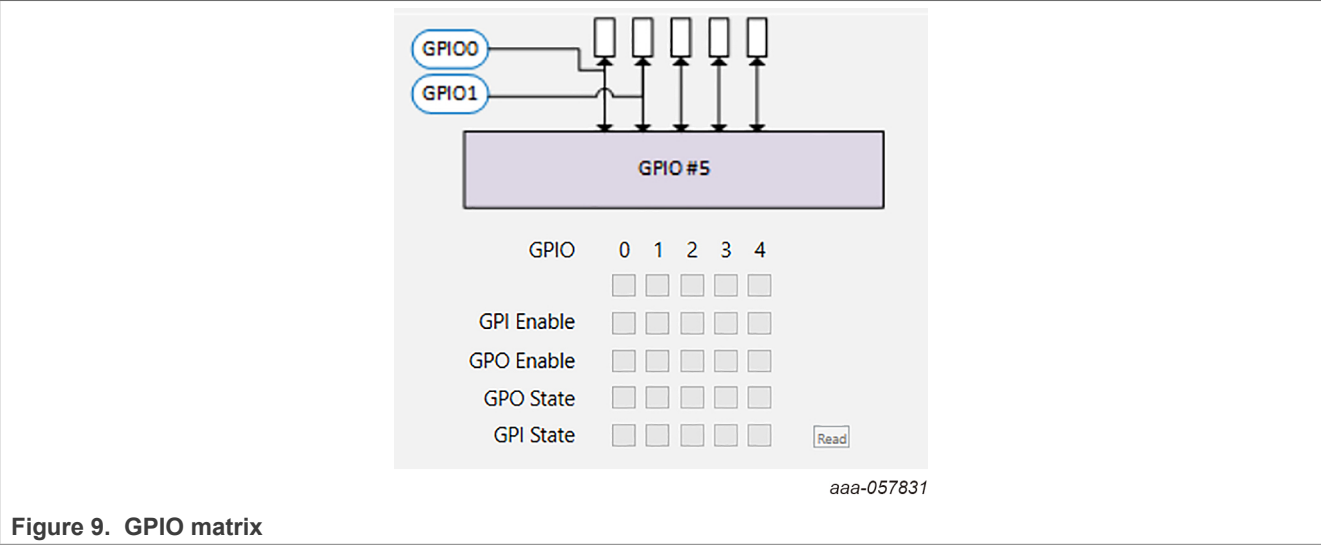 GPIO0
GPIO1
GPIO #5
GPIO 0 1 2 3 4
GPI Enable
GPO Enable
GPO State
GPI State Read
aaa-057831
Figure 9. GPIO matrix